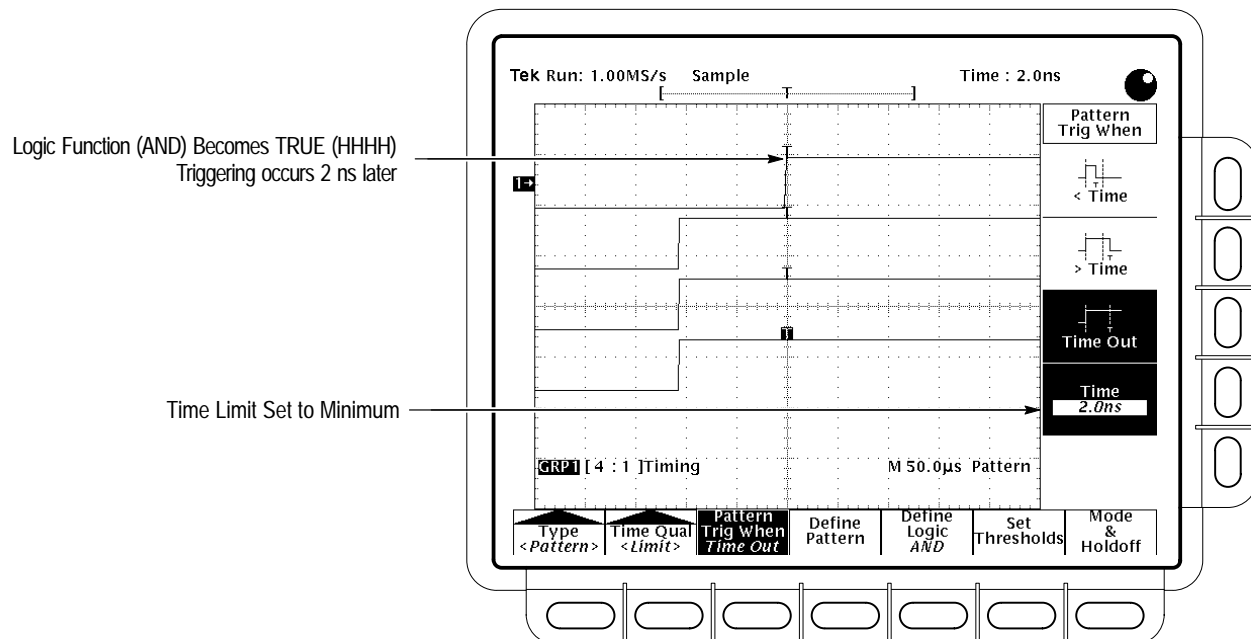 Tek Run: 1.00MS/s Sample Time : 2.0ns
[ T ]
Logic Function (AND) Becomes TRUE (HHHH)
Triggering occurs 2 ns later
1→
T
T
T
T
Time Limit Set to Minimum
GRP1 [ 4 : 1 ]Timing M 50.0µs Pattern
Pattern
Trig When
T
< Time
T
> Time
T
Time Out
Time
2.0ns
Type
<Pattern>
Time Qual
<Limit>
Pattern
Trig When
Time Out
Define
Pattern
Define
Logic
AND
Set
Thresholds
Mode
&
Holdoff